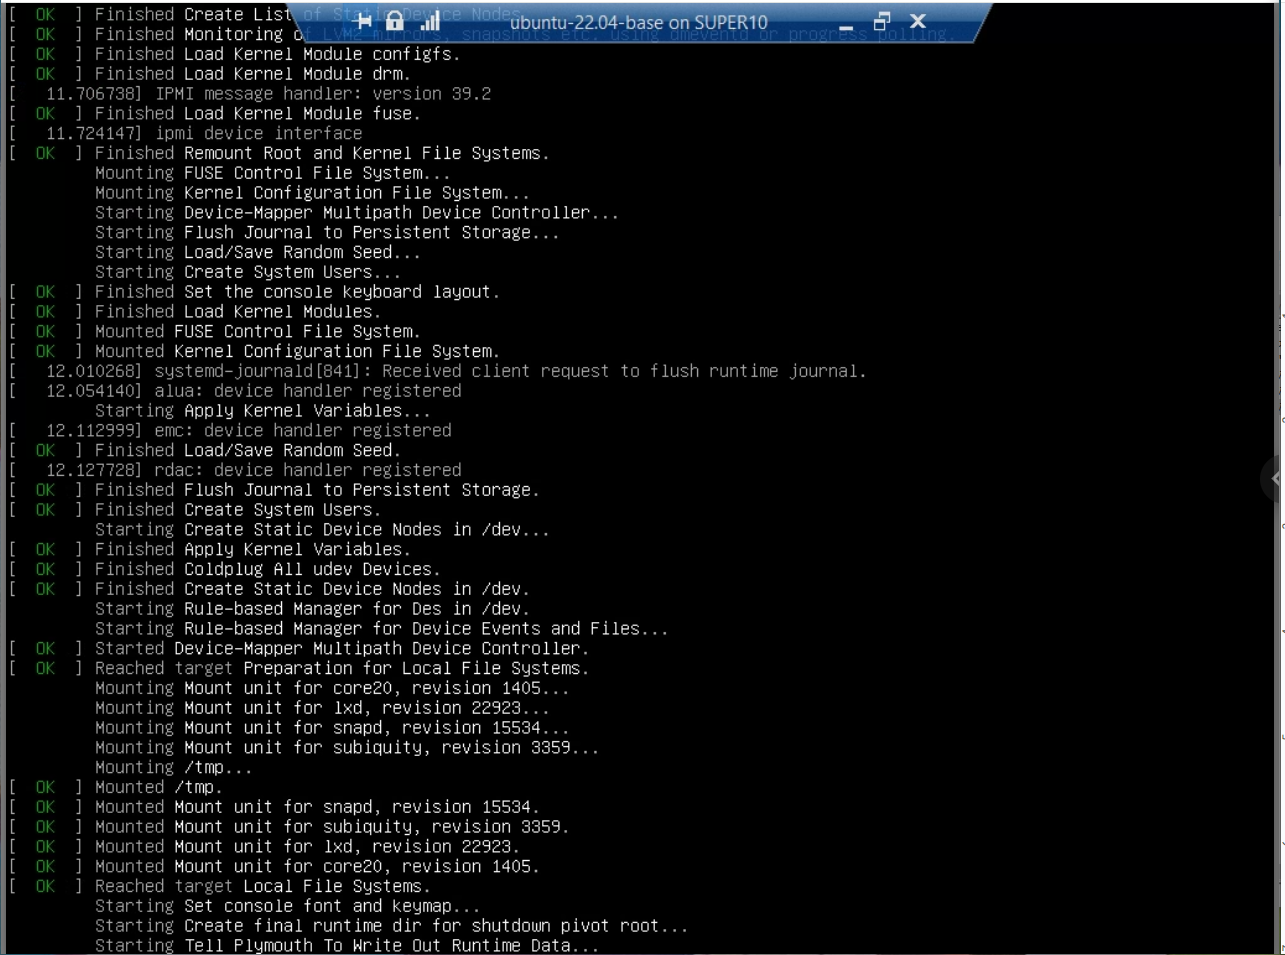 ubuntu-22.04-base on SUPER10
[  OK  ] Finished Create List of Static Device Nodes.
[  OK  ] Finished Monitoring of LVM2 mirrors, snapshots etc. using dmeventd or progress polling.
[  OK  ] Finished Load Kernel Module configfs.
[  OK  ] Finished Load Kernel Module drm.
[   11.706738] IPMI message handler: version 39.2
[  OK  ] Finished Load Kernel Module fuse.
[   11.724147] ipmi device interface
[  OK  ] Finished Remount Root and Kernel File Systems.
Mounting FUSE Control File System...
Mounting Kernel Configuration File System...
Starting Device-Mapper Multipath Device Controller...
Starting Flush Journal to Persistent Storage...
Starting Load/Save Random Seed...
Starting Create System Users...
[  OK  ] Finished Set the console keyboard layout.
[  OK  ] Finished Load Kernel Modules.
[  OK  ] Mounted FUSE Control File System.
[  OK  ] Mounted Kernel Configuration File System.
[   12.010268] systemd-journald[841]: Received client request to flush runtime journal.
[   12.054140] alua: device handler registered
Starting Apply Kernel Variables...
[   12.112999] emc: device handler registered
[  OK  ] Finished Load/Save Random Seed.
[   12.127728] rdac: device handler registered
[  OK  ] Finished Flush Journal to Persistent Storage.
[  OK  ] Finished Create System Users.
Starting Create Static Device Nodes in /dev...
[  OK  ] Finished Apply Kernel Variables.
[  OK  ] Finished Coldplug All udev Devices.
[  OK  ] Finished Create Static Device Nodes in /dev.
Starting Rule-based Manager for Des in /dev.
Starting Rule-based Manager for Device Events and Files...
[  OK  ] Started Device-Mapper Multipath Device Controller.
[  OK  ] Reached target Preparation for Local File Systems.
Mounting Mount unit for core20, revision 1405...
Mounting Mount unit for lxd, revision 22923...
Mounting Mount unit for snapd, revision 15534...
Mounting Mount unit for subiquity, revision 3359...
Mounting /tmp...
[  OK  ] Mounted /tmp.
[  OK  ] Mounted Mount unit for snapd, revision 15534.
[  OK  ] Mounted Mount unit for subiquity, revision 3359.
[  OK  ] Mounted Mount unit for lxd, revision 22923.
[  OK  ] Mounted Mount unit for core20, revision 1405.
[  OK  ] Reached target Local File Systems.
Starting Set console font and keymap...
Starting Create final runtime dir for shutdown pivot root...
Starting Tell Plymouth To Write Out Runtime Data...